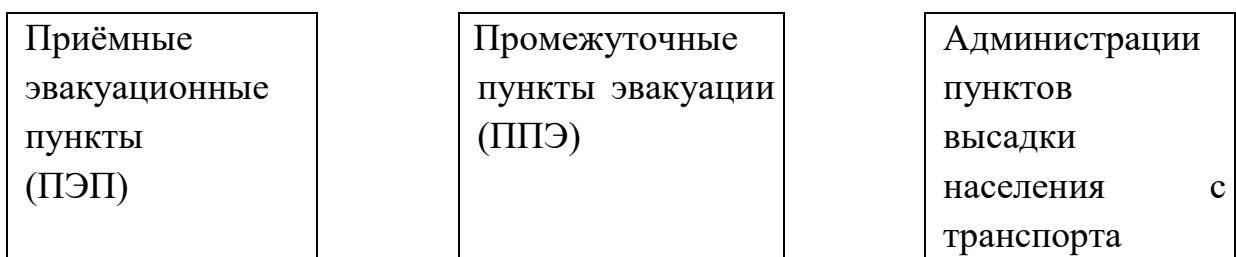 Приёмные
эвакуационные
пункты
(ПЭП)
Промежуточные
пункты эвакуации
(ППЭ)
Администрации
пунктов
высадки
населения с
транспорта